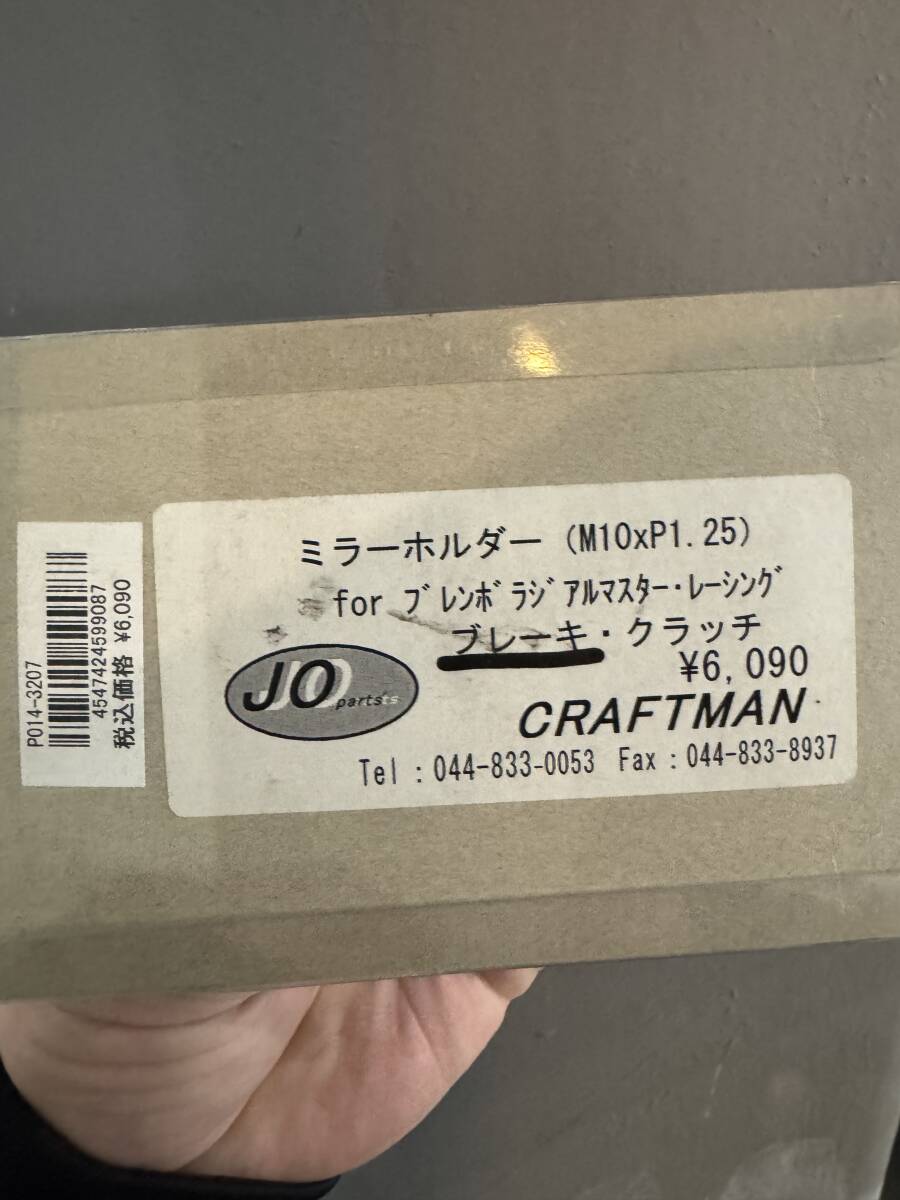 ミラーホルダー (M10xP1.25)
for ﾌﾞﾚﾝﾎﾞﾗｼﾞｱﾙﾏｽﾀｰ・ﾚｰｼﾝｸﾞ
ブレーキ・クラッチ
¥6,090
JO parts
CRAFTMAN
Tel : 044-833-0053 Fax : 044-833-8937
P014-3207
4547424599087
税込価格 ¥6,090